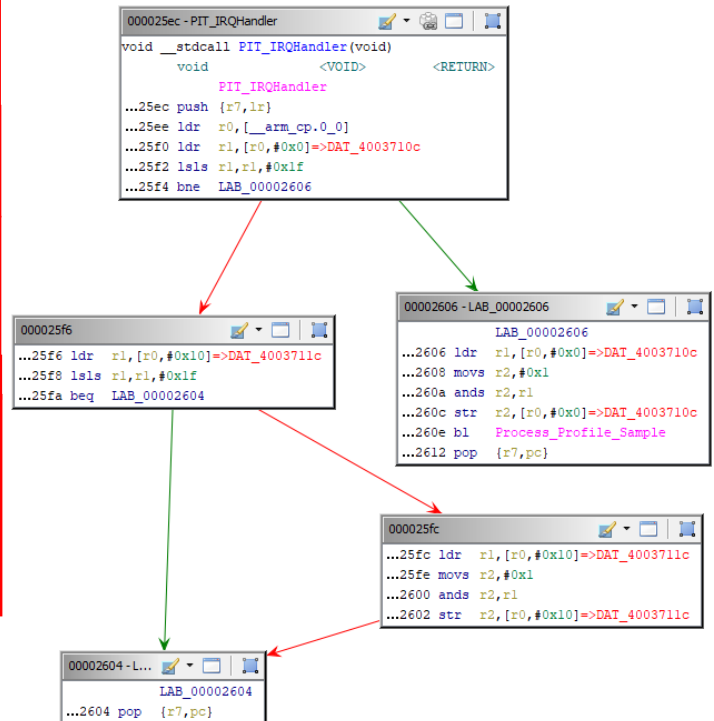 000025ec - PIT_IRQHandler
void __stdcall PIT_IRQHandler(void)
void <VOID> <RETURN>
PIT_IRQHandler
...25ec push {r7,lr}
...25ee ldr r0,[__arm_cp.0_0]
...25f0 ldr r1,[r0,#0x0]=>DAT_4003710c
...25f2 lsls r1,r1,#0x1f
...25f4 bne LAB_00002606
000025f6
...25f6 ldr r1,[r0,#0x10]=>DAT_4003711c
...25f8 lsls r1,r1,#0x1f
...25fa beq LAB_00002604
00002606 - LAB_00002606
LAB_00002606
...2606 ldr r1,[r0,#0x0]=>DAT_4003710c
...2608 movs r2,#0x1
...260a ands r2,r1
...260c str r2,[r0,#0x0]=>DAT_4003710c
...260e bl Process_Profile_Sample
...2612 pop {r7,pc}
000025fc
...25fc ldr r1,[r0,#0x10]=>DAT_4003711c
...25fe movs r2,#0x1
...2600 ands r2,r1
...2602 str r2,[r0,#0x10]=>DAT_4003711c
00002604 - L...
LAB_00002604
...2604 pop {r7,pc}